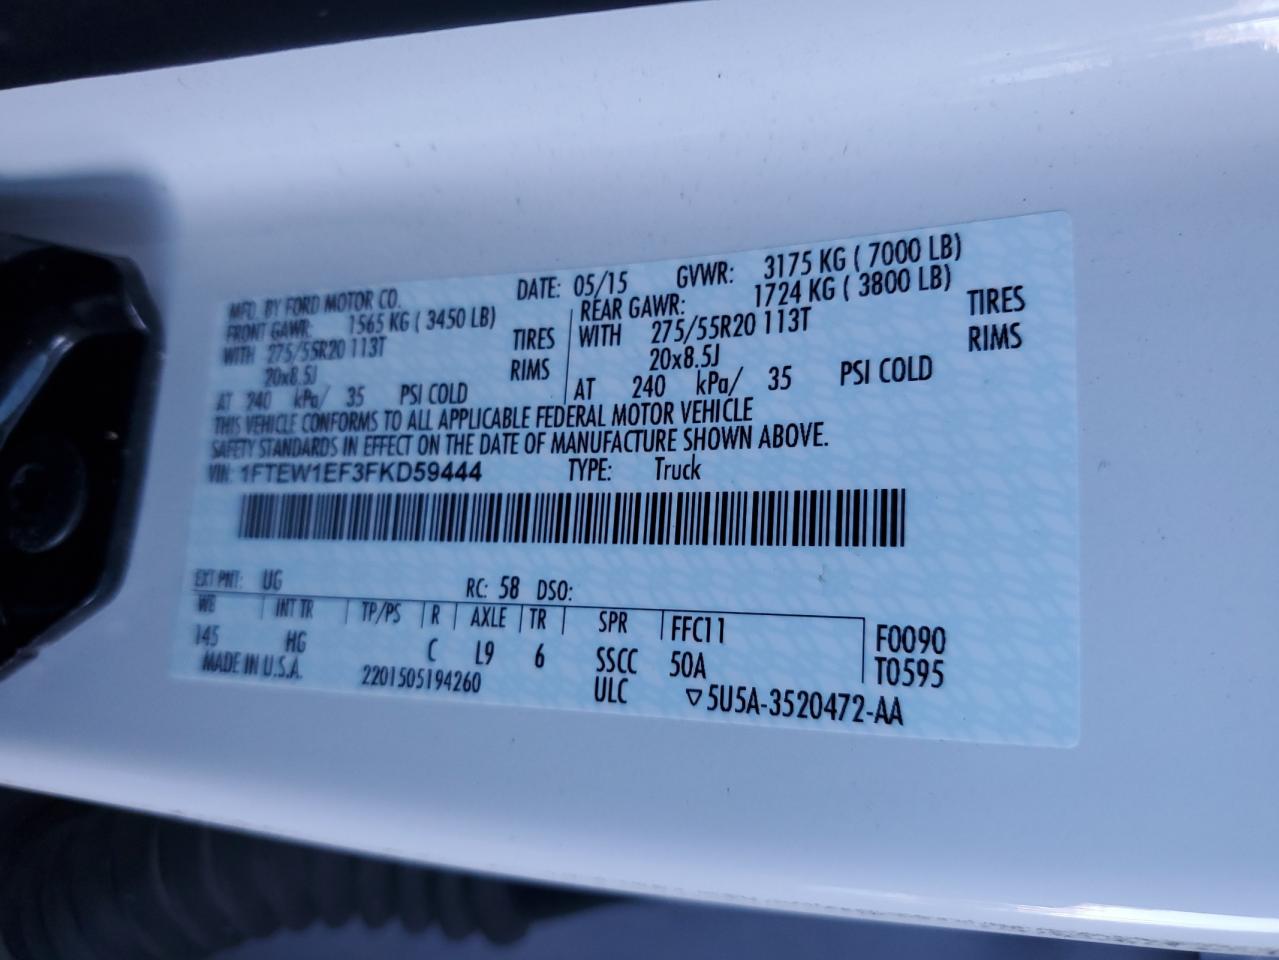 MFD. BY FORD MOTOR CO. DATE: 05/15 GVWR: 3175 KG ( 7000 LB)
FRONT GAWR: 1565 KG ( 3450 LB) REAR GAWR: 1724 KG ( 3800 LB)
WITH 275/55R20 113T TIRES WITH 275/55R20 113T TIRES
20x8.5J RIMS 20x8.5J RIMS
AT 240 kPa/ 35 PSI COLD AT 240 kPa/ 35 PSI COLD
THIS VEHICLE CONFORMS TO ALL APPLICABLE FEDERAL MOTOR VEHICLE
SAFETY STANDARDS IN EFFECT ON THE DATE OF MANUFACTURE SHOWN ABOVE.
VIN: 1FTEW1EF3FKD59444 TYPE: Truck
EXT PNT: UG RC: 58 DSO:
WB INT TR TP/PS R AXLE TR SPR FFC11 F0090
145 HG C L9 6 SSCC 50A T0595
MADE IN U.S.A. 2201505194260 ULC ▽5U5A-3520472-AA